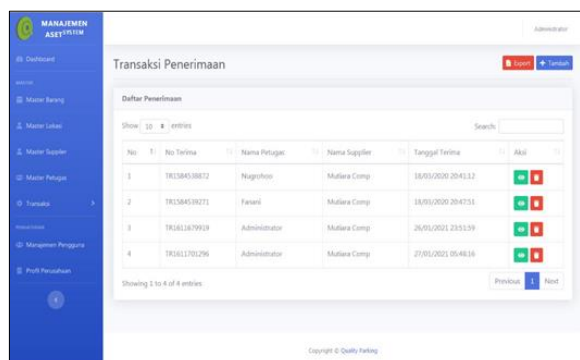 MANAJEMEN
ASET SYSTEM
Administrator
Dashboard
Transaksi Penerimaan
Export
Tambah
MASTER
Master Barang
Master Lokasi
Master Supplier
Master Petugas
Transaksi
PENGATURAN
Manajemen Pengguna
Profil Perusahaan
Daftar Penerimaan
Show 10 entries
Search:
No No Terima Nama Petugas Nama Supplier Tanggal Terima Aksi
1 TR1584538872 Nugrohoo Mutiara Comp 18/03/2020 20:41:12
2 TR1584539271 Fanani Mutiara Comp 18/03/2020 20:47:51
3 TR1611679919 Administrator Mutiara Comp 26/01/2021 23:51:59
4 TR1611701296 Administrator Mutiara Comp 27/01/2021 05:48:16
Showing 1 to 4 of 4 entries
Previous 1 Next
Copyright © Quality Parking